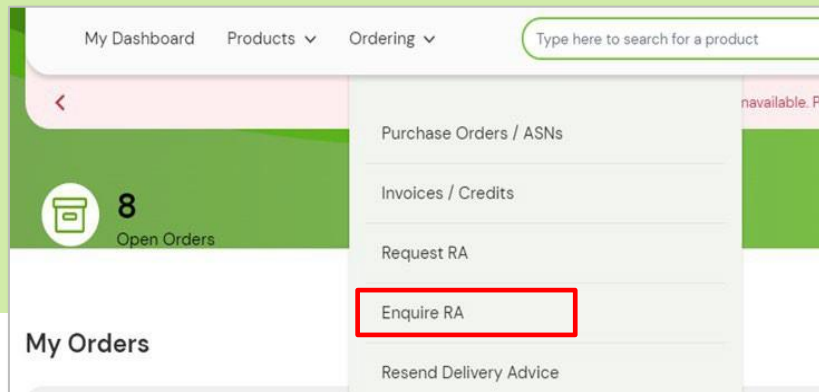 My Dashboard Products Ordering Type here to search for a product
navailable. P
Purchase Orders / ASNs
Invoices / Credits
8
Open Orders
Request RA
Enquire RA
My Orders
Resend Delivery Advice